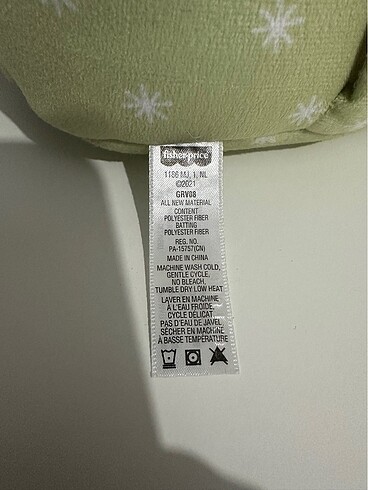 fisher-price
1186 MJ, 1, NL
©2021
GRV08
ALL NEW MATERIAL
CONTENT
POLYESTER FIBER
BATTING
POLYESTER FIBER
REG. NO.
PA-15757(CN)
MADE IN CHINA
MACHINE WASH COLD,
GENTLE CYCLE,
NO BLEACH,
TUMBLE DRY LOW HEAT
LAVER EN MACHINE
À L'EAU FROIDE,
CYCLE DÉLICAT,
PAS D'EAU DE JAVEL,
SÉCHER EN MACHINE
À BASSE TEMPÉRATURE